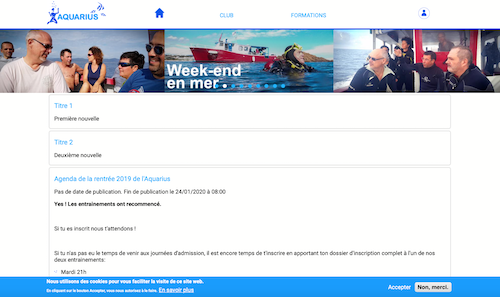 AQUARIUS
CLUB
FORMATIONS
Week-end
en mer
Titre 1
Première nouvelle
Titre 2
Deuxième nouvelle
Agenda de la rentrée 2019 de l'Aquarius
Pas de date de publication. Fin de publication le 24/01/2020 à 08:00
Yes ! Les entrainements ont recommencé.
Si tu es inscrit nous t'attendons !
Si tu n'as pas eu le temps de venir aux journées d'admission, il est encore temps de t'inscrire en apportant ton dossier d'inscription complet à l'un de nos
deux entrainements:
Mardi 21h
Nous utilisons des cookies pour vous faciliter la visite de ce site web.
En cliquant sur le bouton Accepter, vous nous autorisez à le faire. En savoir plus
Accepter
Non, merci.